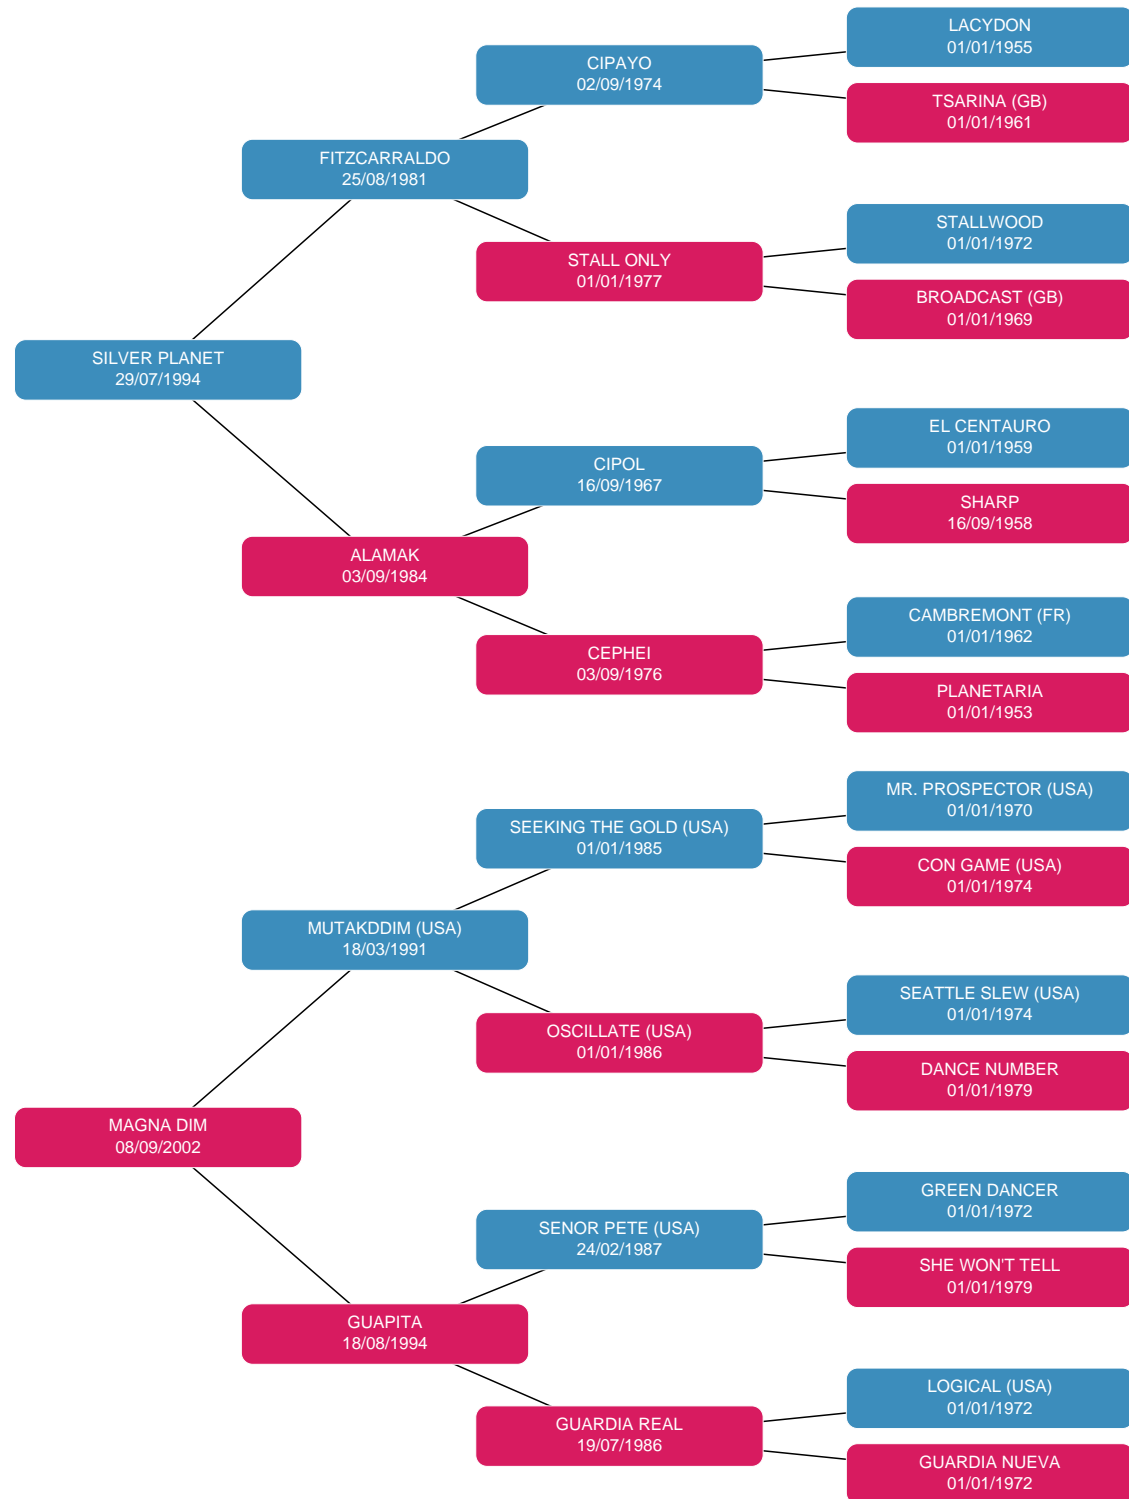 LACYDON
01/01/1955
CIPAYO
02/09/1974
TSARINA (GB)
01/01/1961
FITZCARRALDO
25/08/1981
STALLWOOD
01/01/1972
STALL ONLY
01/01/1977
BROADCAST (GB)
01/01/1969
SILVER PLANET
29/07/1994
EL CENTAURO
01/01/1959
CIPOL
16/09/1967
SHARP
16/09/1958
ALAMAK
03/09/1984
CAMBREMONT (FR)
01/01/1962
CEPHEI
03/09/1976
PLANETARIA
01/01/1953
MR. PROSPECTOR (USA)
01/01/1970
SEEKING THE GOLD (USA)
01/01/1985
CON GAME (USA)
01/01/1974
MUTAKDDIM (USA)
18/03/1991
SEATTLE SLEW (USA)
01/01/1974
OSCILLATE (USA)
01/01/1986
DANCE NUMBER
01/01/1979
MAGNA DIM
08/09/2002
GREEN DANCER
01/01/1972
SENOR PETE (USA)
24/02/1987
SHE WON'T TELL
01/01/1979
GUAPITA
18/08/1994
LOGICAL (USA)
01/01/1972
GUARDIA REAL
19/07/1986
GUARDIA NUEVA
01/01/1972